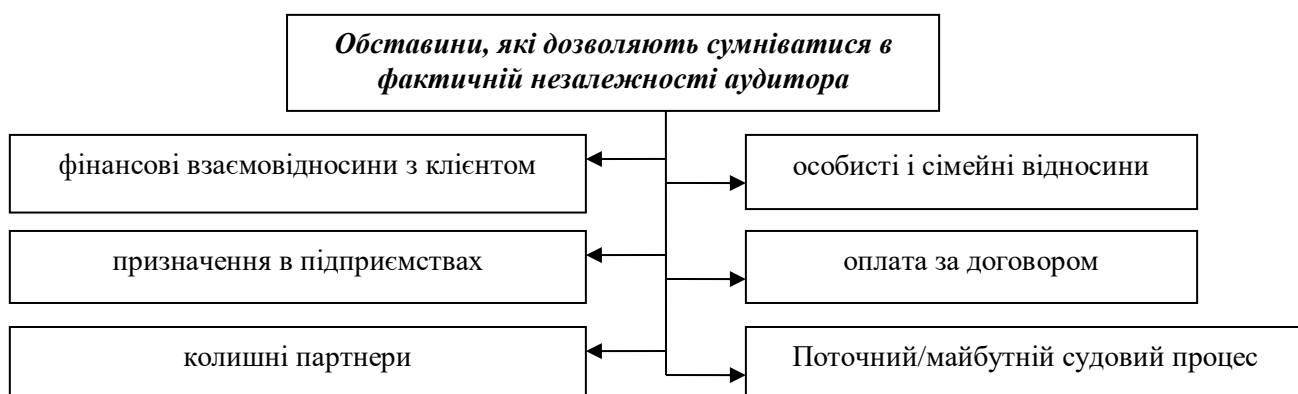 Обставини, які дозволяють сумніватися в
фактичній незалежності аудитора
фінансові взаємовідносини з клієнтом
особисті і сімейні відносини
призначення в підприємствах
оплата за договором
колишні партнери
Поточний/майбутній судовий процес